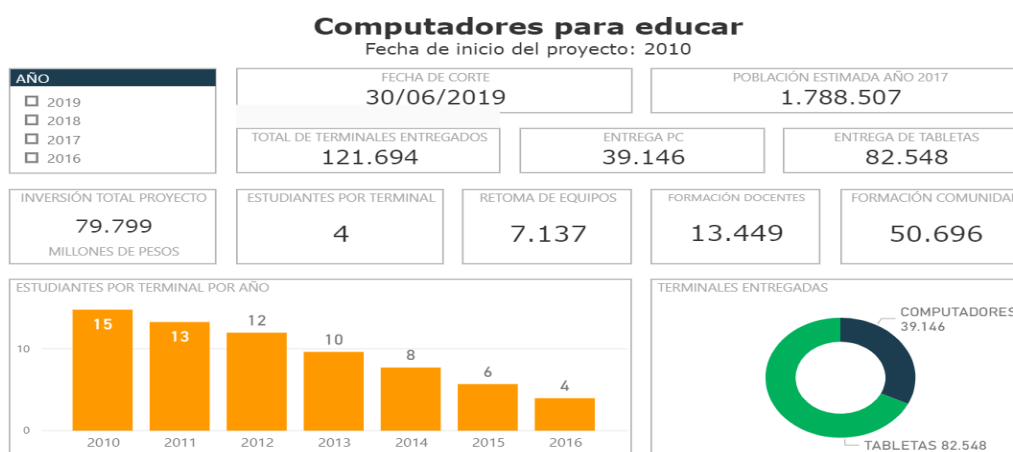 Computadores para educar
Fecha de inicio del proyecto: 2010
AÑO
2019
2018
2017
2016
FECHA DE CORTE
30/06/2019
POBLACIÓN ESTIMADA AÑO 2017
1.788.507
TOTAL DE TERMINALES ENTREGADOS
121.694
ENTREGA PC
39.146
ENTREGA DE TABLETAS
82.548
INVERSIÓN TOTAL PROYECTO
79.799
MILLONES DE PESOS
ESTUDIANTES POR TERMINAL
4
RETOMA DE EQUIPOS
7.137
FORMACIÓN DOCENTES
13.449
FORMACIÓN COMUNIDAD
50.696
ESTUDIANTES POR TERMINAL POR AÑO
15
13
12
10
8
6
4
10
0
2010
2011
2012
2013
2014
2015
2016
TERMINALES ENTREGADAS
COMPUTADORES
39.146
TABLETAS 82.548